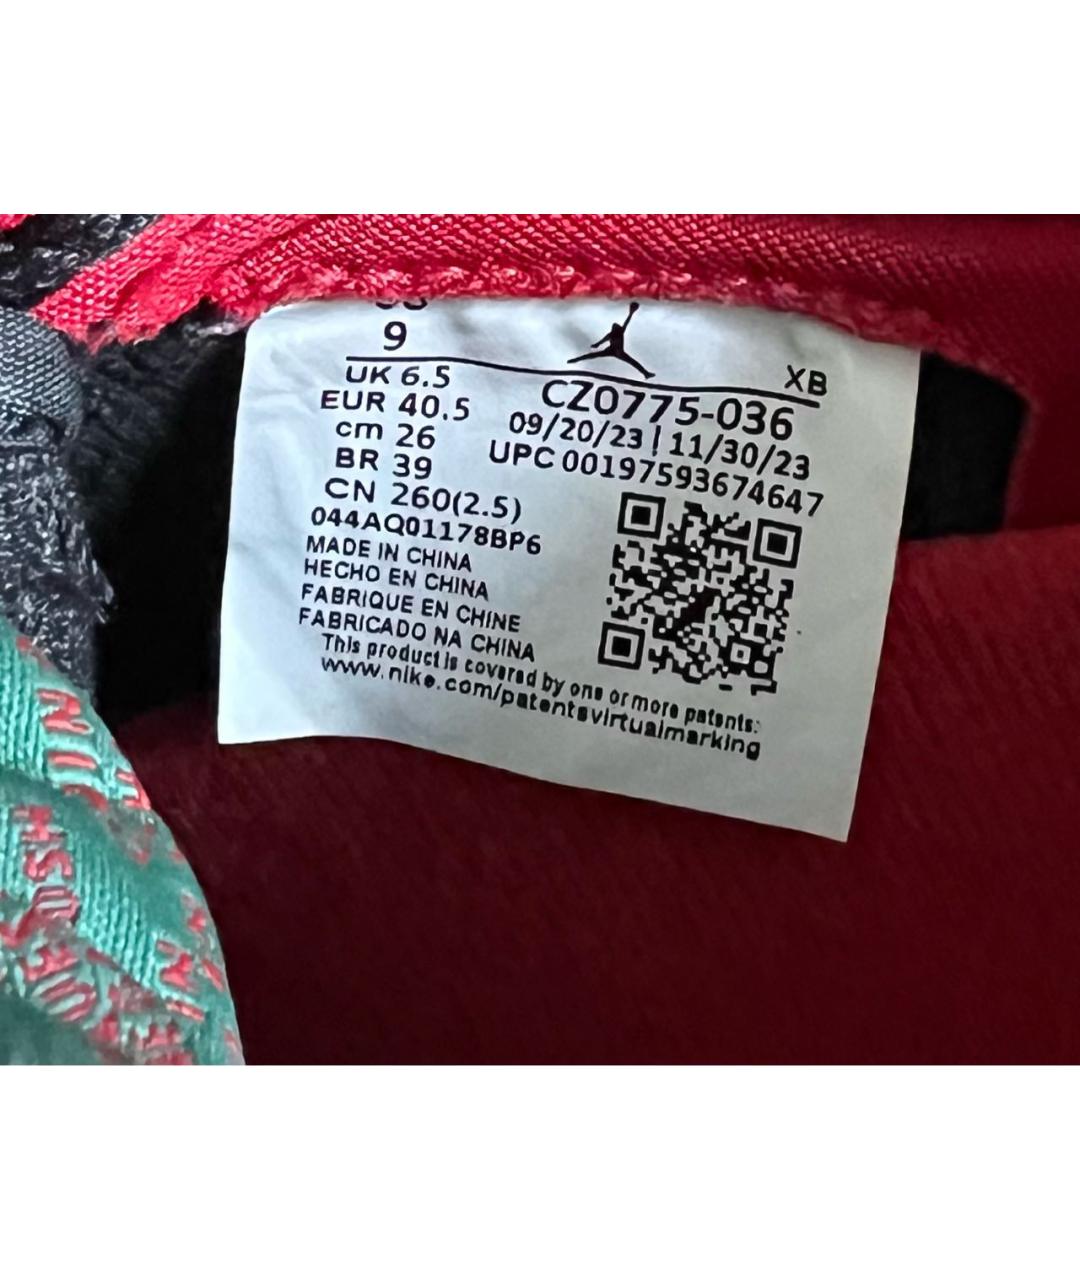 9
XB
UK 6.5
EUR 40.5
cm 26
BR 39
CN 260(2.5)
044AQ01178BP6
CZ0775-036
09/20/23 | 11/30/23
UPC 00197593674647
MADE IN CHINA
HECHO EN CHINA
FABRIQUE EN CHINE
FABRICADO NA CHINA
This product is covered by one or more patents:
www.nike.com/patentsvirtualmarking